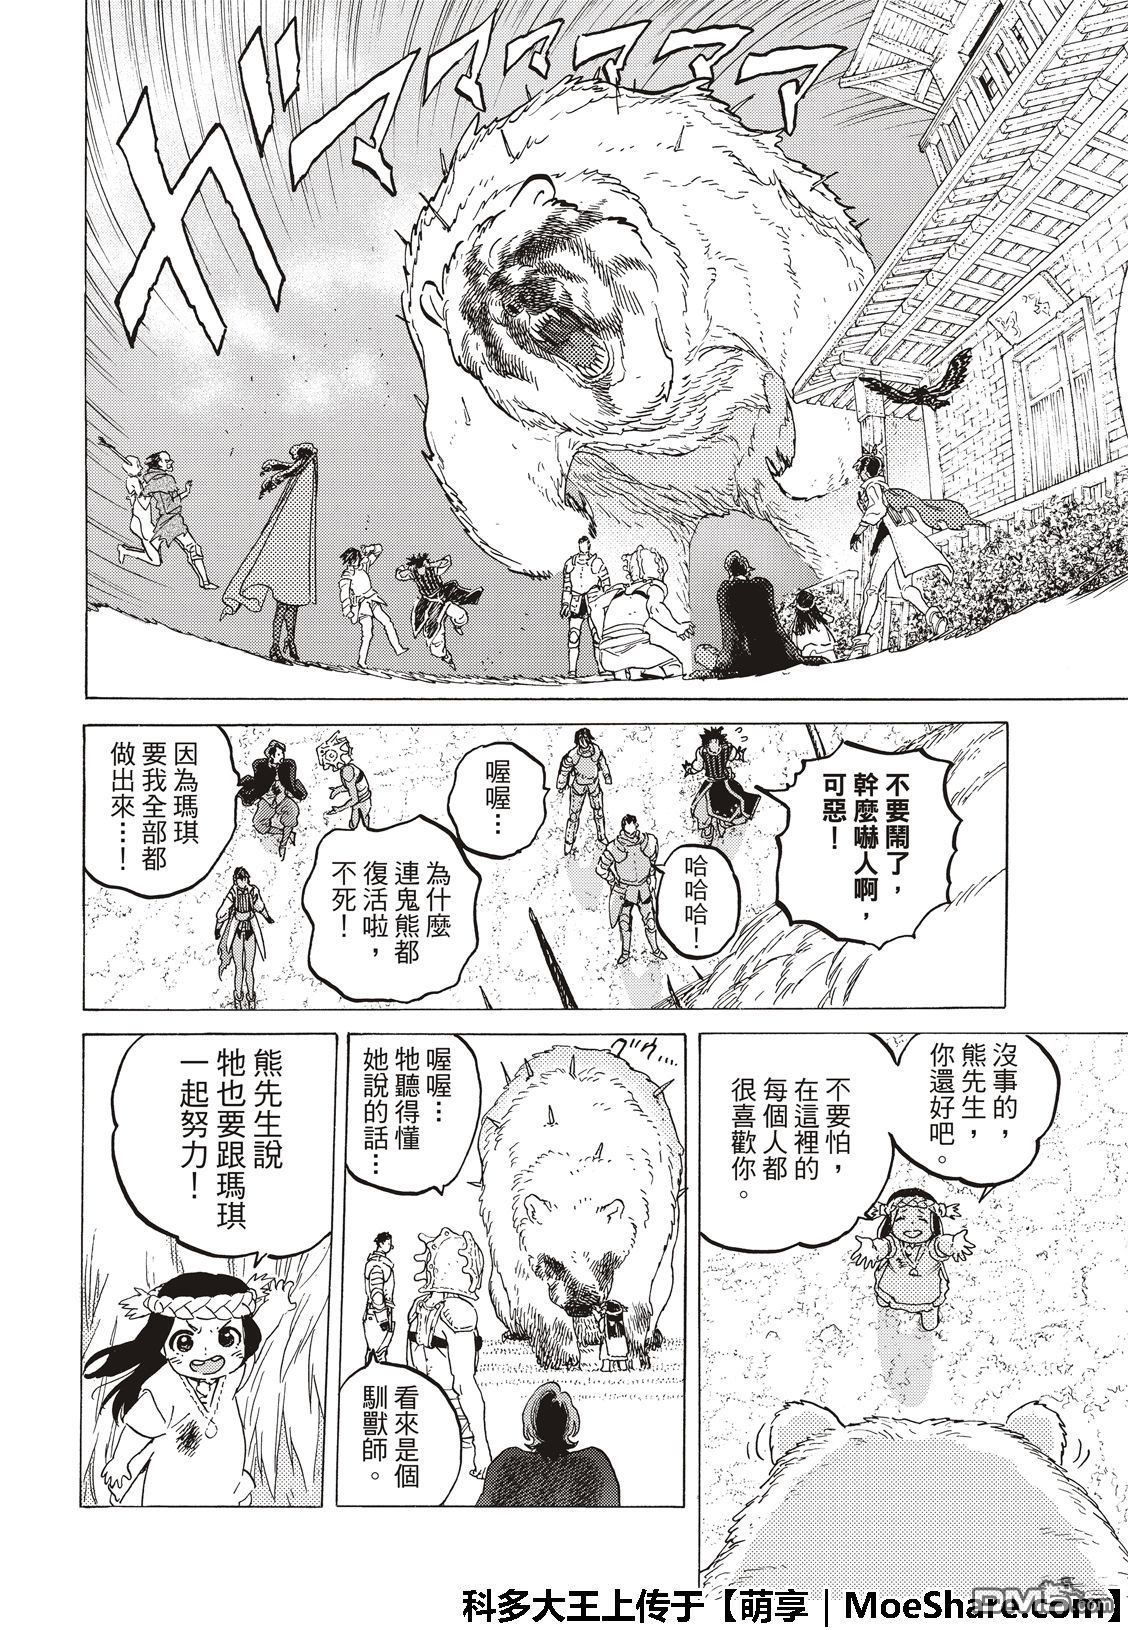 ガアアアアアアア
不要鬧了，
幹麼嚇人啊，
可惡！
哈哈哈！
喔喔⋯
為什麼
連鬼熊都
復活啦，
不死！
因為瑪琪
要我全部都
做出來⋯！
沒事的，
熊先生，
你還好吧。
不要怕，
在這裡的
每個人都
很喜歡你。
喔喔⋯
牠聽得懂
她說的話⋯
看來是個
馴獸師。
熊先生說
牠也要跟瑪琪
一起努力！
科多大王上传于【萌享｜MoeShare.com】